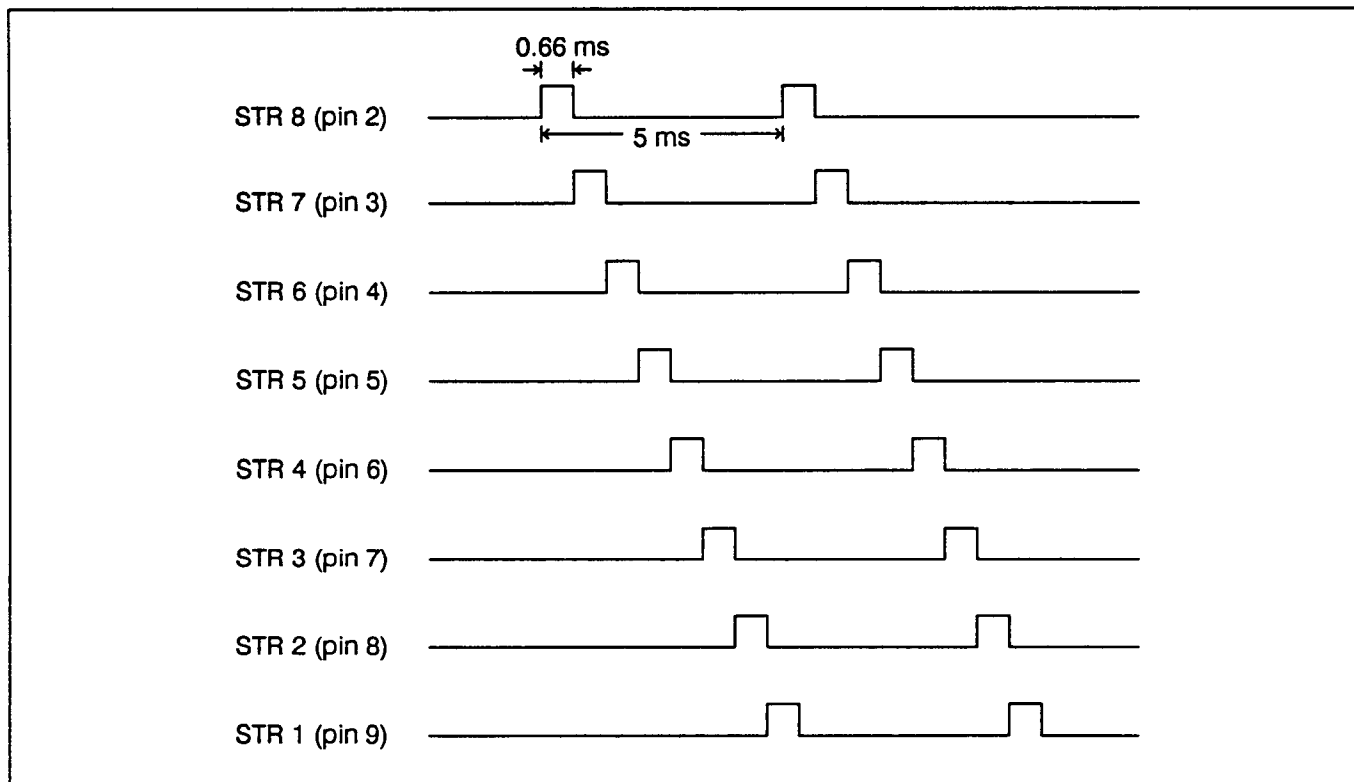 0.66 ms
STR 8 (pin 2)
5 ms
STR 7 (pin 3)
STR 6 (pin 4)
STR 5 (pin 5)
STR 4 (pin 6)
STR 3 (pin 7)
STR 2 (pin 8)
STR 1 (pin 9)